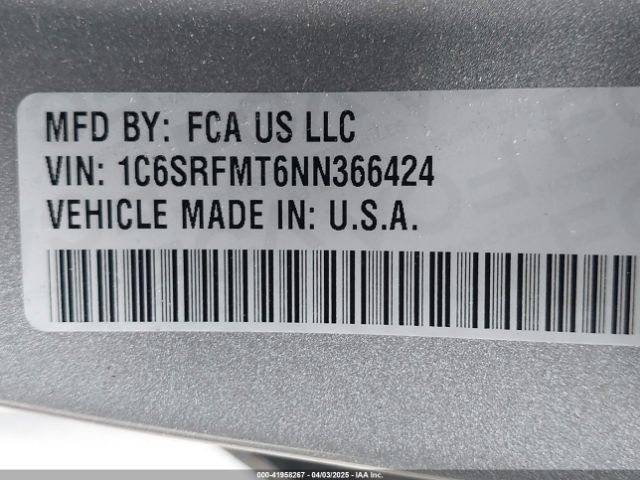 MFD BY: FCA US LLC
VIN: 1C6SRFMT6NN366424
VEHICLE MADE IN: U.S.A.
000-41958267 - 04/03/2025 - IAA Inc.